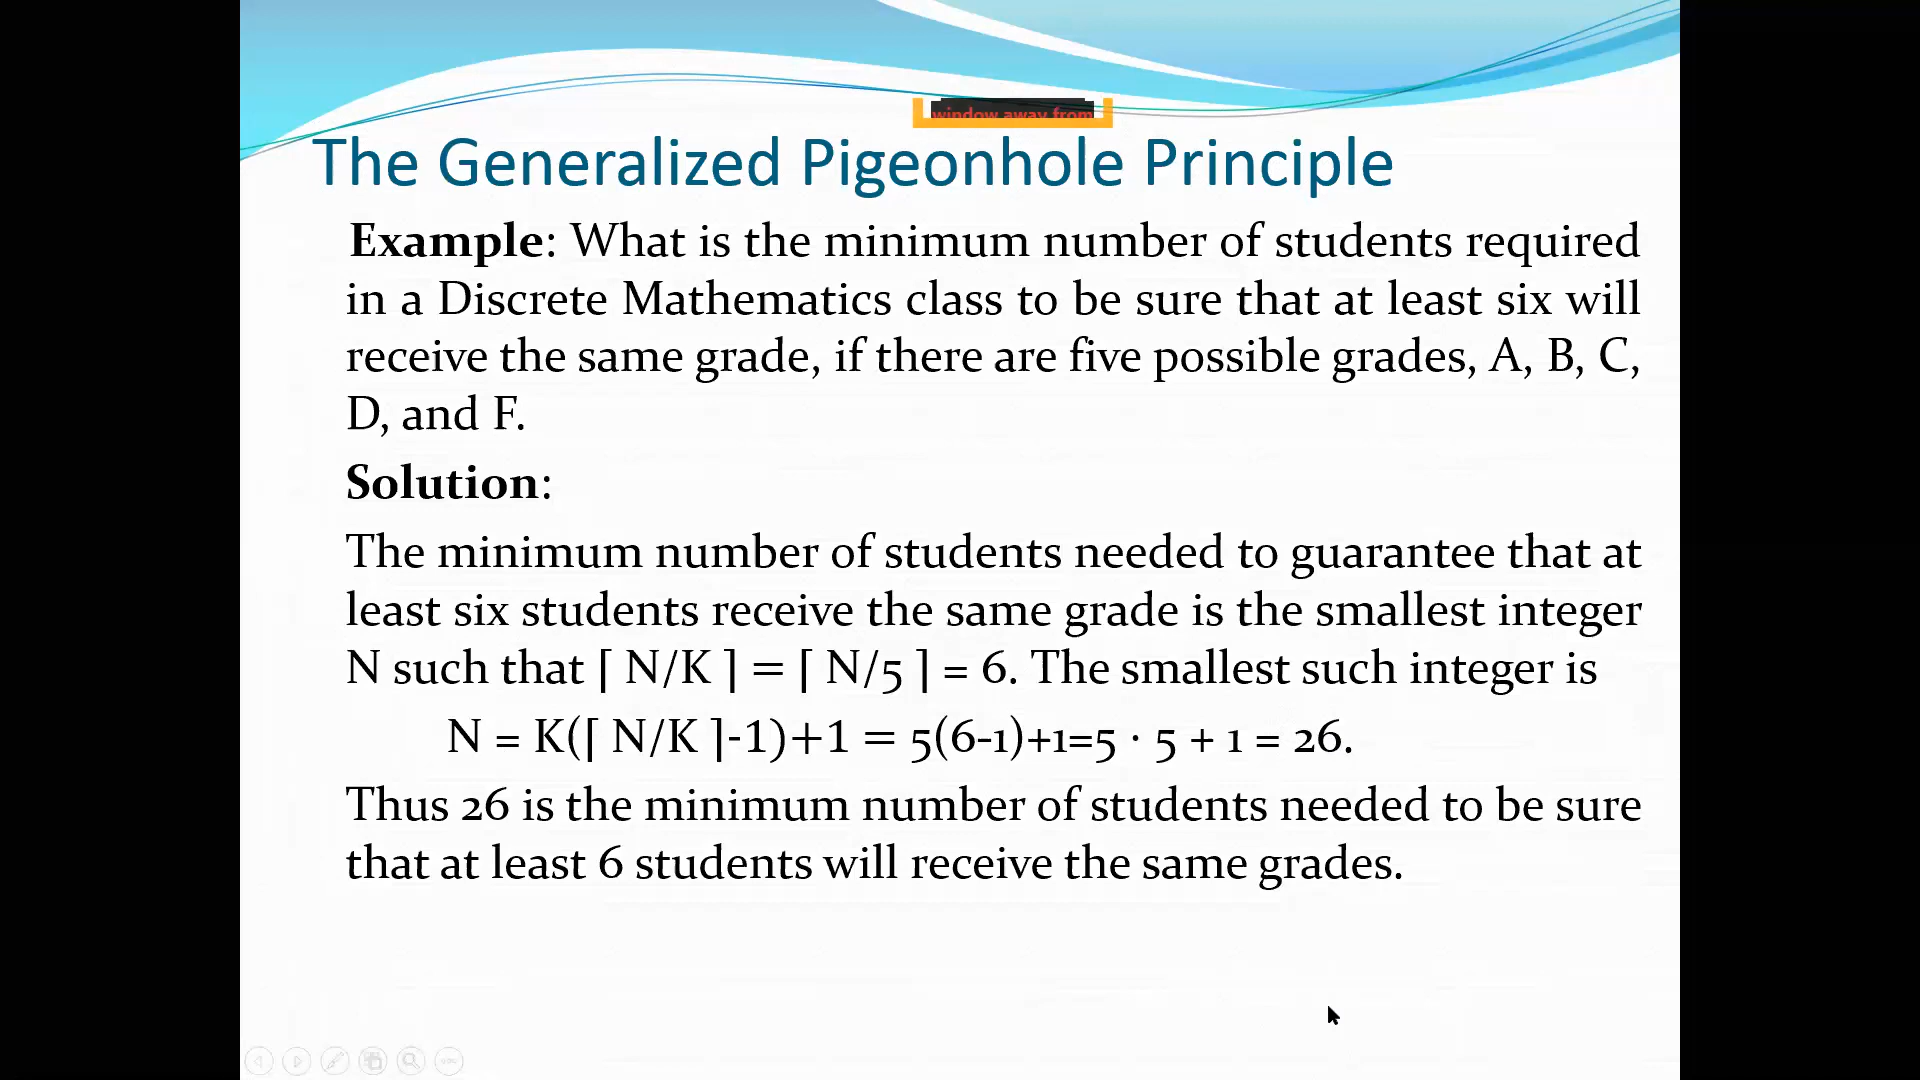 window away from
The Generalized Pigeonhole Principle
Example: What is the minimum number of students required
in a Discrete Mathematics class to be sure that at least six will
receive the same grade, if there are five possible grades, A, B, C,
D, and F.
Solution:
The minimum number of students needed to guarantee that at
least six students receive the same grade is the smallest integer
N such that ⌈ N/K ⌉ = ⌈ N/5 ⌉ = 6. The smallest such integer is
N = K(⌈ N/K ⌉-1)+1 = 5(6-1)+1=5 · 5 + 1 = 26.
Thus 26 is the minimum number of students needed to be sure
that at least 6 students will receive the same grades.